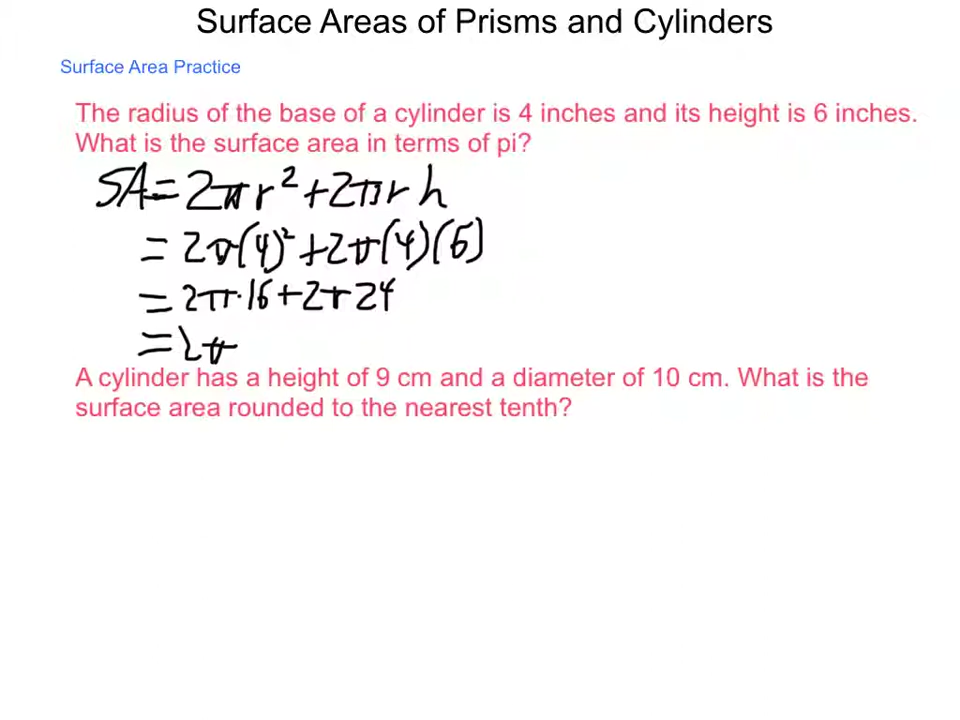 Surface Areas of Prisms and Cylinders
Surface Area Practice
The radius of the base of a cylinder is 4 inches and its height is 6 inches.
What is the surface area in terms of pi?
SA=2πr²+2πrh
=2π(4)²+2π(4)(6)
=2π·16+2π24
=2π
A cylinder has a height of 9 cm and a diameter of 10 cm. What is the
surface area rounded to the nearest tenth?